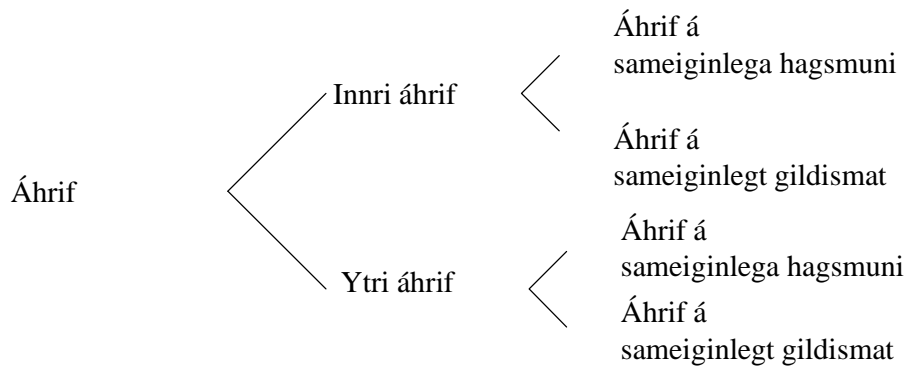 Áhrif á
sameiginlega hagsmuni
Innri áhrif
Áhrif á
sameiginlegt gildismat
Áhrif
Áhrif á
sameiginlega hagsmuni
Ytri áhrif
Áhrif á
sameiginlegt gildismat